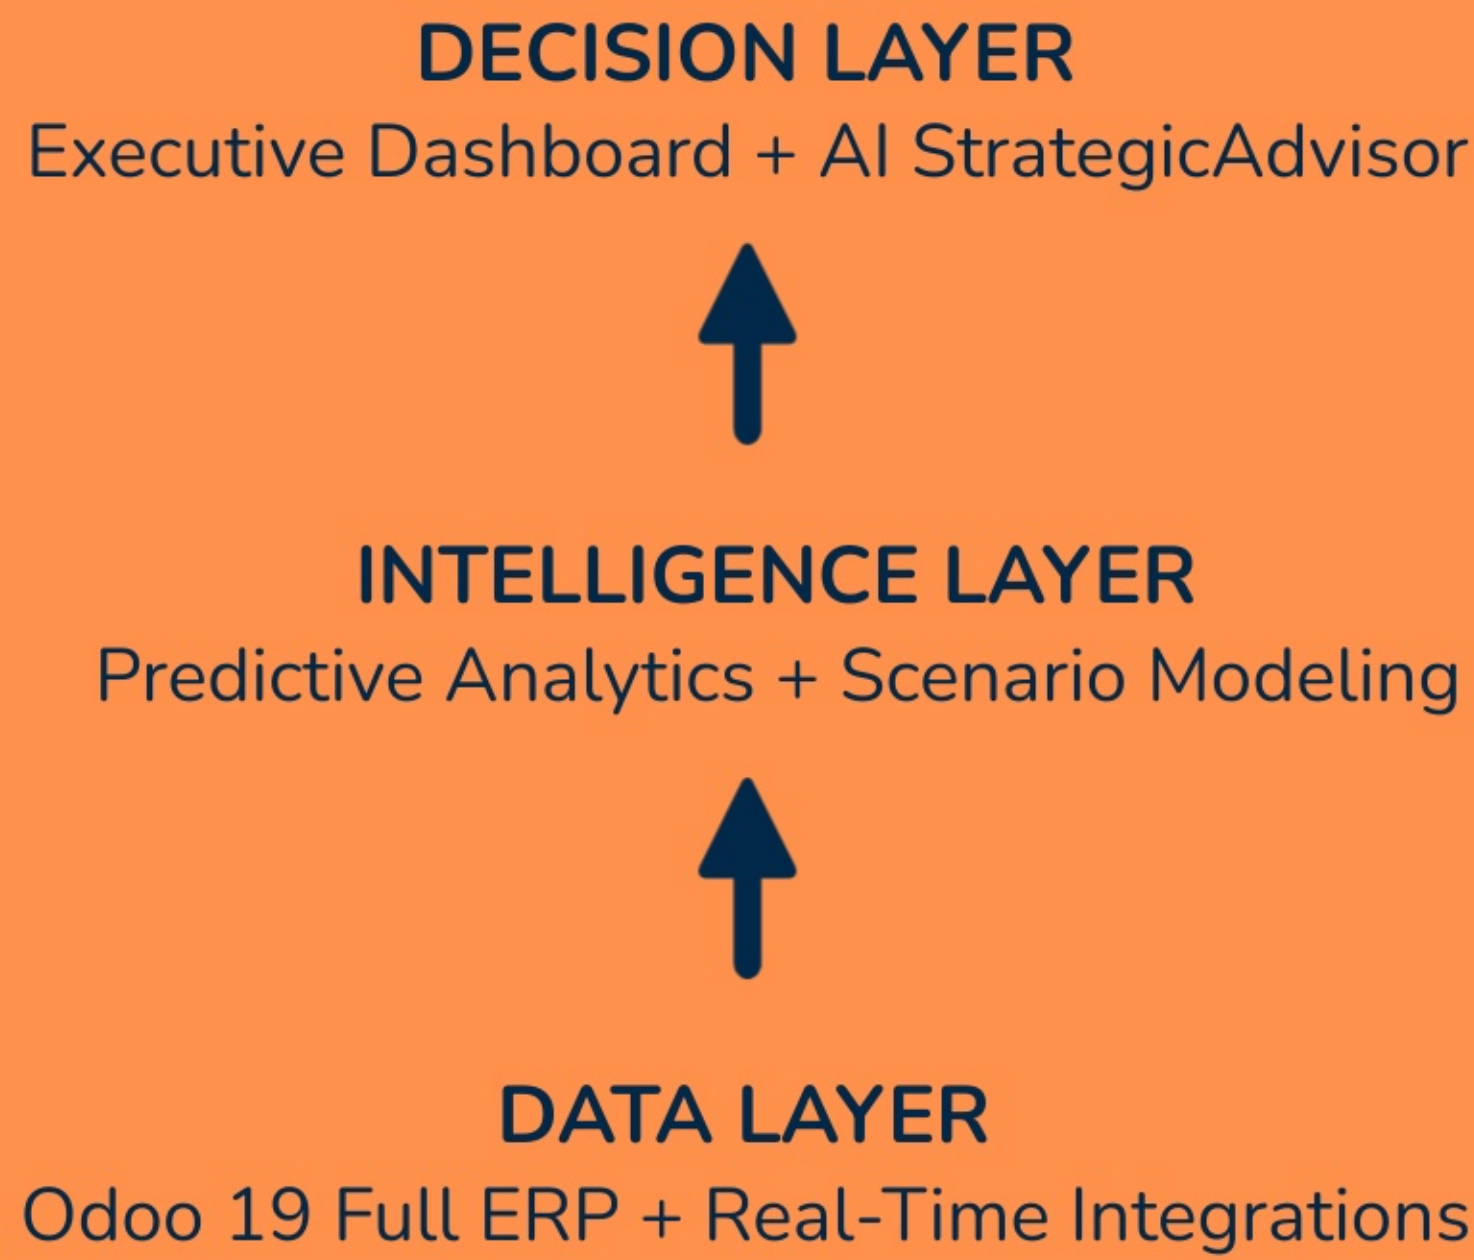 DECISION LAYER
Executive Dashboard + AI StrategicAdvisor
INTELLIGENCE LAYER
Predictive Analytics + Scenario Modeling
DATA LAYER
Odoo 19 Full ERP + Real-Time Integrations